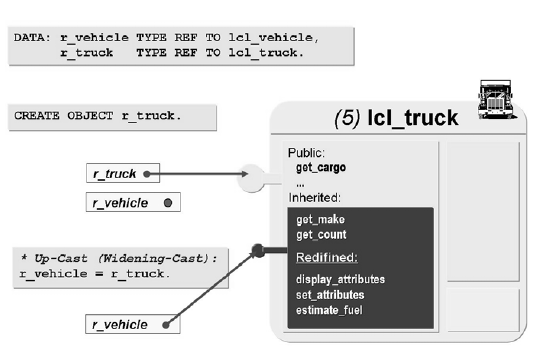 DATA: r_vehicle TYPE REF TO lcl_vehicle,
r_truck TYPE REF TO lcl_truck.
CREATE OBJECT r_truck.
(5) lcl_truck
r_truck
r_vehicle
Public:
get_cargo
...
Inherited:
get_make
get_count
Redifined:
display_attributes
set_attributes
estimate_fuel
* Up-Cast (Widening-Cast):
r_vehicle = r_truck.
r_vehicle